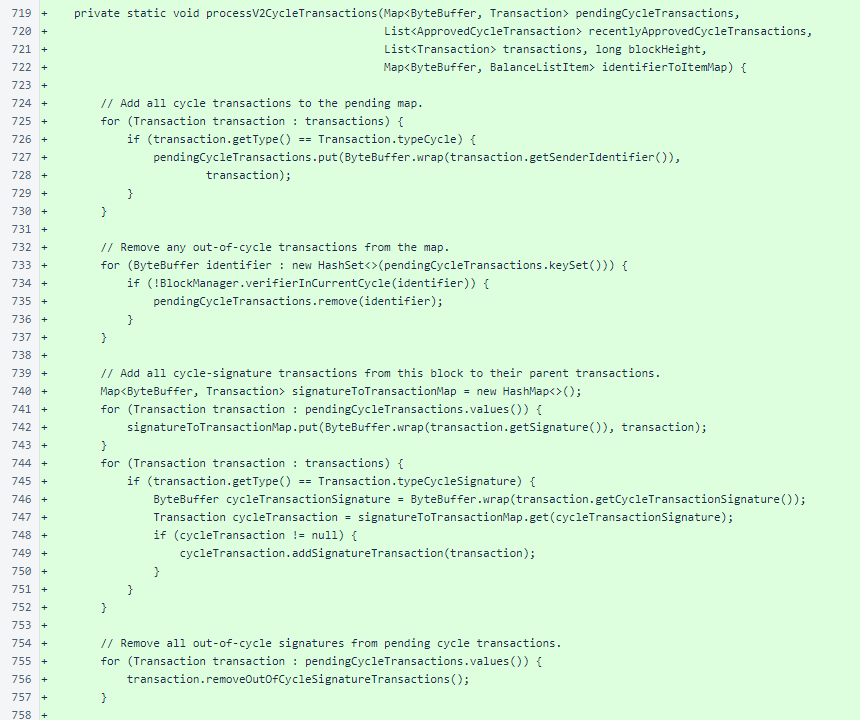 719 + private static void processV2CycleTransactions(Map<ByteBuffer, Transaction> pendingCycleTransactions,
720 + List<ApprovedCycleTransaction> recentlyApprovedCycleTransactions,
721 + List<Transaction> transactions, long blockHeight,
722 + Map<ByteBuffer, BalanceListItem> identifierToItemMap) {
723 +
724 + // Add all cycle transactions to the pending map.
725 + for (Transaction transaction : transactions) {
726 + if (transaction.getType() == Transaction.typeCycle) {
727 + pendingCycleTransactions.put(ByteBuffer.wrap(transaction.getSenderIdentifier()),
728 + transaction);
729 + }
730 + }
731 +
732 + // Remove any out-of-cycle transactions from the map.
733 + for (ByteBuffer identifier : new HashSet<>(pendingCycleTransactions.keySet())) {
734 + if (!BlockManager.verifierInCurrentCycle(identifier)) {
735 + pendingCycleTransactions.remove(identifier);
736 + }
737 + }
738 +
739 + // Add all cycle-signature transactions from this block to their parent transactions.
740 + Map<ByteBuffer, Transaction> signatureToTransactionMap = new HashMap<>();
741 + for (Transaction transaction : pendingCycleTransactions.values()) {
742 + signatureToTransactionMap.put(ByteBuffer.wrap(transaction.getSignature()), transaction);
743 + }
744 + for (Transaction transaction : transactions) {
745 + if (transaction.getType() == Transaction.typeCycleSignature) {
746 + ByteBuffer cycleTransactionSignature = ByteBuffer.wrap(transaction.getCycleTransactionSignature());
747 + Transaction cycleTransaction = signatureToTransactionMap.get(cycleTransactionSignature);
748 + if (cycleTransaction != null) {
749 + cycleTransaction.addSignatureTransaction(transaction);
750 + }
751 + }
752 + }
753 +
754 + // Remove all out-of-cycle signatures from pending cycle transactions.
755 + for (Transaction transaction : pendingCycleTransactions.values()) {
756 + transaction.removeOutOfCycleSignatureTransactions();
757 + }
758 +